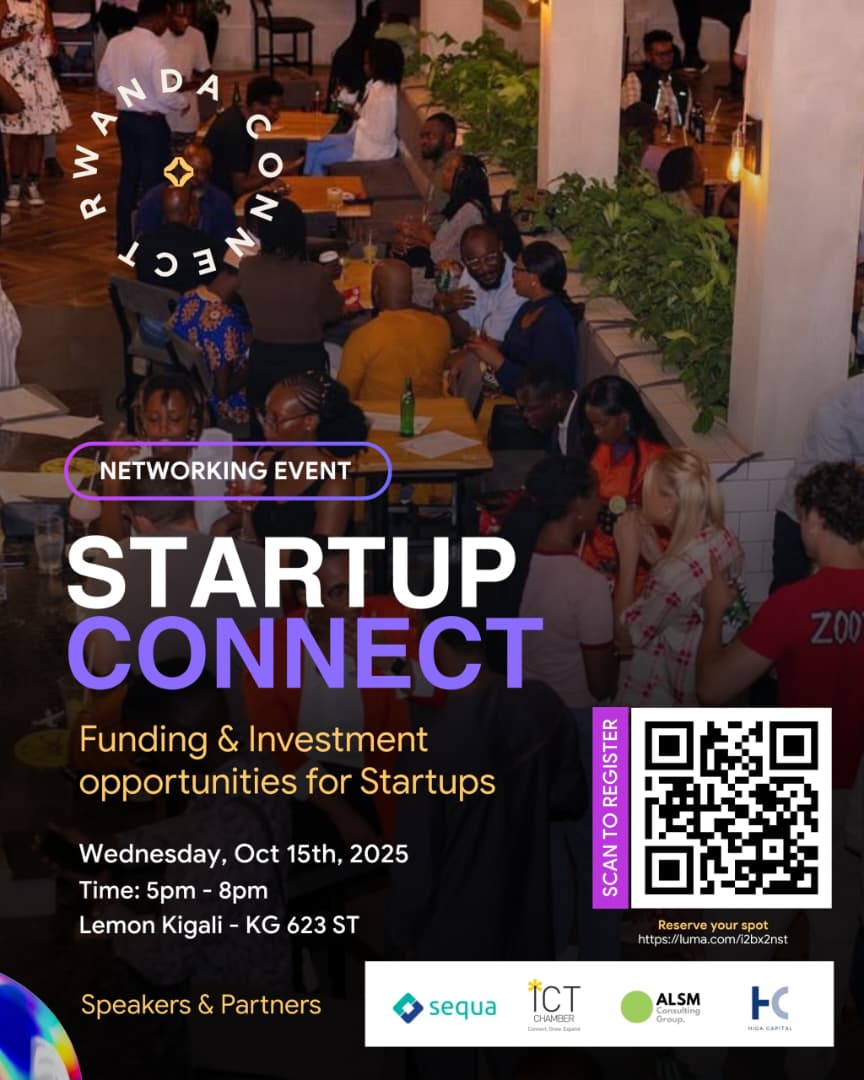 RWANDA CONNECT
NETWORKING EVENT
STARTUP
CONNECT
Funding & Investment
opportunities for Startups
Wednesday, Oct 15th, 2025
Time: 5pm - 8pm
Lemon Kigali - KG 623 ST
SCAN TO REGISTER
Reserve your spot
https://luma.com/i2bx2nst
Speakers & Partners
sequa
ICT
CHAMBER
Connect. Grow. Expand
ALSM
Consulting
Group.
HC
HIGA CAPITAL
ZOO